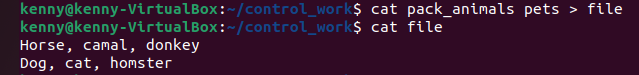 kenny@kenny-VirtualBox:~/control_work$ cat pack_animals pets > file
kenny@kenny-VirtualBox:~/control_work$ cat file
Horse, camal, donkey
Dog, cat, homster